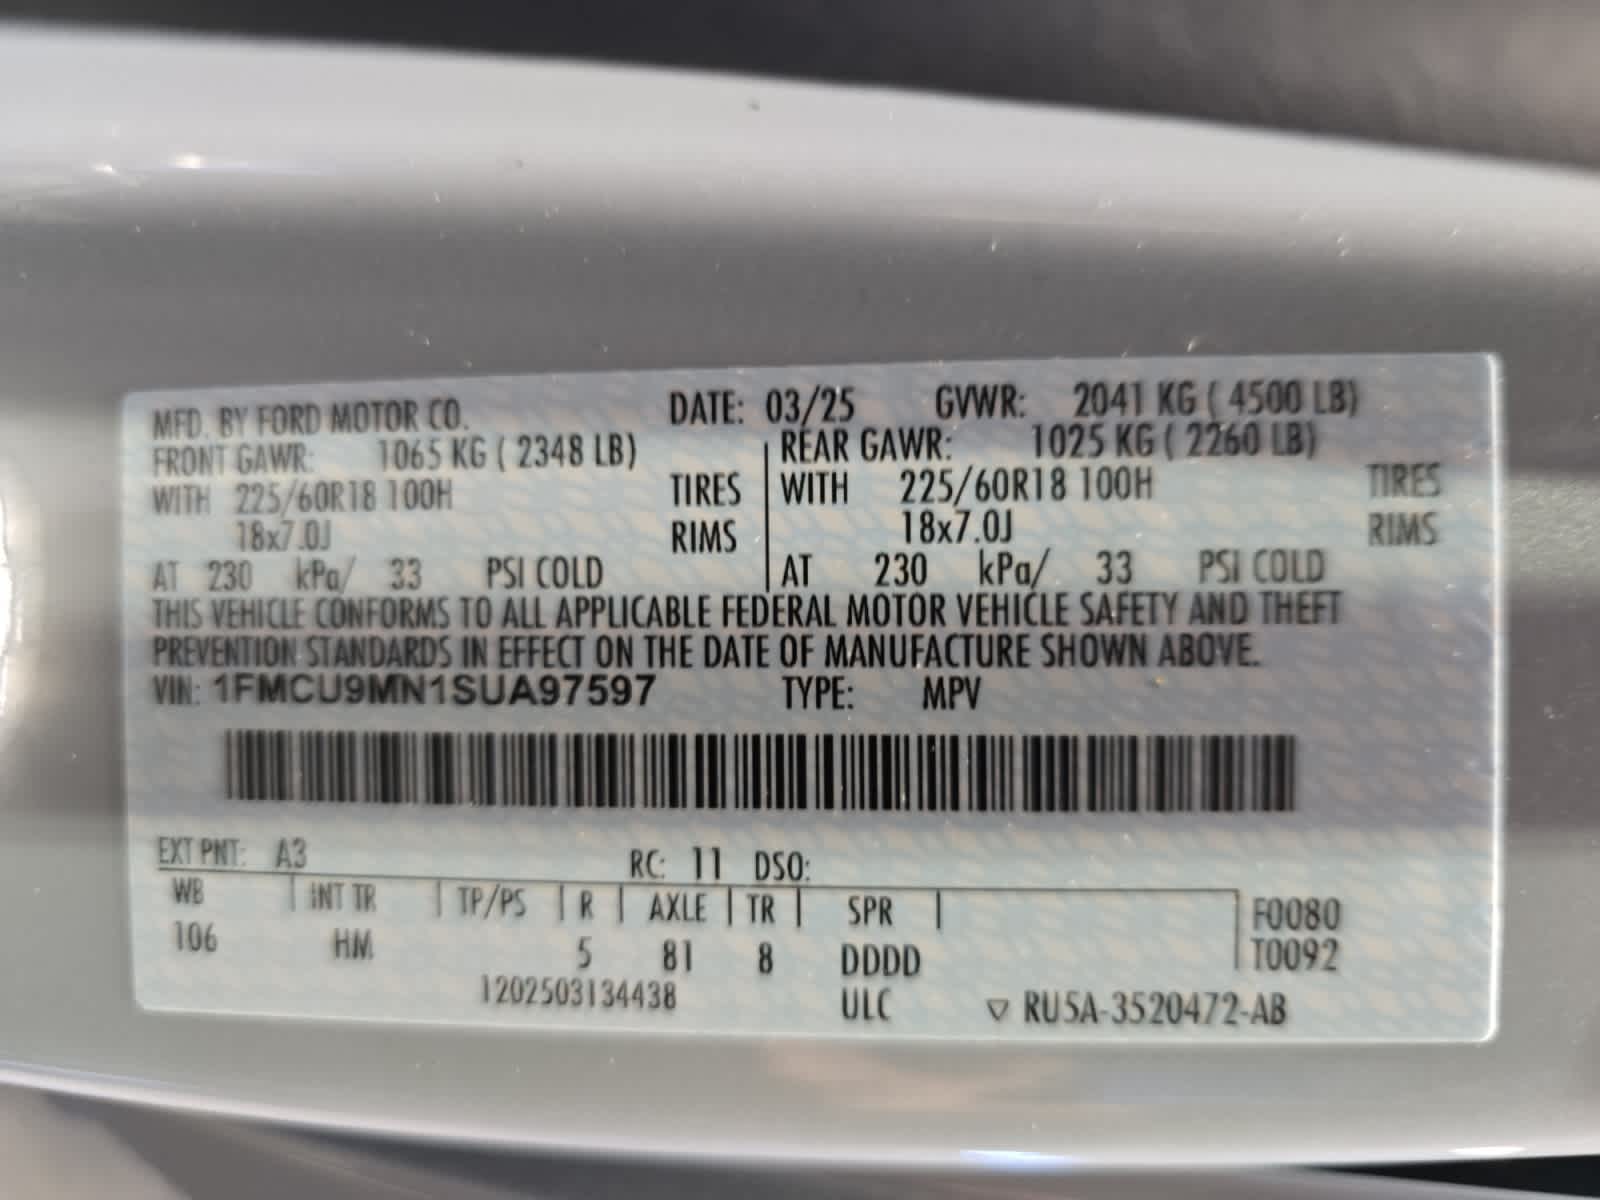 MFD. BY FORD MOTOR CO. DATE: 03/25 GVWR: 2041 KG ( 4500 LB)
FRONT GAWR: 1065 KG ( 2348 LB) REAR GAWR: 1025 KG ( 2260 LB)
WITH 225/60R18 100H TIRES WITH 225/60R18 100H TIRES
18x7.0J RIMS 18x7.0J RIMS
AT 230 kPa/ 33 PSI COLD AT 230 kPa/ 33 PSI COLD
THIS VEHICLE CONFORMS TO ALL APPLICABLE FEDERAL MOTOR VEHICLE SAFETY AND THEFT
PREVENTION STANDARDS IN EFFECT ON THE DATE OF MANUFACTURE SHOWN ABOVE.
VIN: 1FMCU9MN1SUA97597 TYPE: MPV
EXT PNT: A3 RC: 11 DSO:
WB INT TR TP/PS R AXLE TR SPR F0080
106 HM 5 81 8 DDDD T0092
1202503134438 ULC ▽ RU5A-3520472-AB